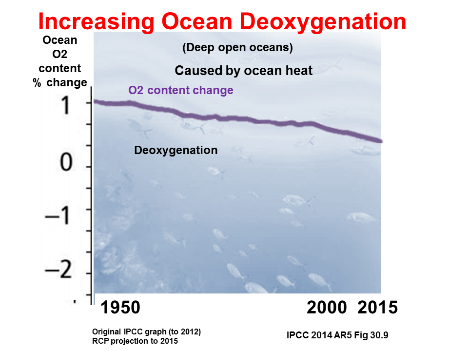 Increasing Ocean Deoxygenation
Ocean
O2
content
% change
(Deep open oceans)
Caused by ocean heat
O2 content change
Deoxygenation
1
0
−1
−2
1950
2000 2015
Original IPCC graph (to 2012)
RCP projection to 2015
IPCC 2014 AR5 Fig 30.9